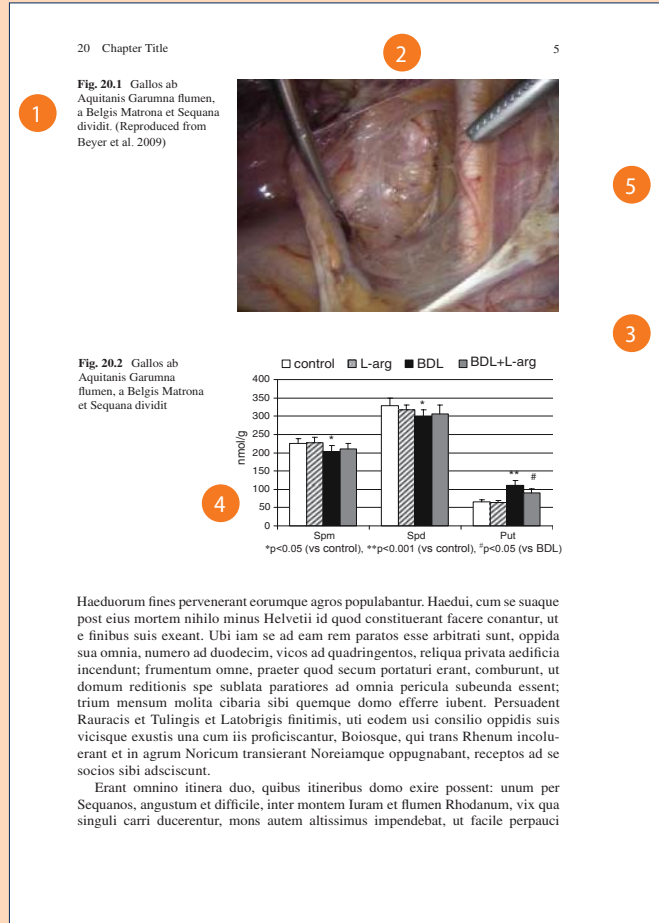 20 Chapter Title
5
2
Fig. 20.1 Gallos ab
Aquitanis Garumna flumen,
a Belgis Matrona et Sequana
dividit. (Reproduced from
Beyer et al. 2009)
1
5
3
Fig. 20.2 Gallos ab
Aquitanis Garumna
flumen, a Belgis Matrona
et Sequana dividit
control L-arg BDL BDL+L-arg
nmol/g
400
350
300
250
200
150
100
50
0
*
*
**
#
Spm Spd Put
*p<0.05 (vs control), **p<0.001 (vs control), #p<0.05 (vs BDL)
4
Haeduorum fines pervenerant eorumque agros populabantur. Haedui, cum se suaque
post eius mortem nihilo minus Helvetii id quod constituerant facere conantur, ut
e finibus suis exeant. Ubi iam se ad eam rem paratos esse arbitrati sunt, oppida
sua omnia, numero ad duodecim, vicos ad quadringentos, reliqua privata aedificia
incendunt; frumentum omne, praeter quod secum portaturi erant, comburunt, ut
domum reditionis spe sublata paratiores ad omnia pericula subeunda essent;
trium mensum molita cibaria sibi quemque domo efferre iubent. Persuadent
Rauracis et Tulingis et Latobrigis finitimis, uti eodem usi consilio oppidis suis
vicisque exustis una cum iis proficiscantur, Boiosque, qui trans Rhenum incolu-
erant et in agrum Noricum transierant Noreiamque oppugnabant, receptos ad se
socios sibi adsciscunt.
Erant omnino itinera duo, quibus itineribus domo exire possent: unum per
Sequanos, angustum et difficile, inter montem Iuram et flumen Rhodanum, vix qua
singuli carri ducerentur, mons autem altissimus impendebat, ut facile perpauci